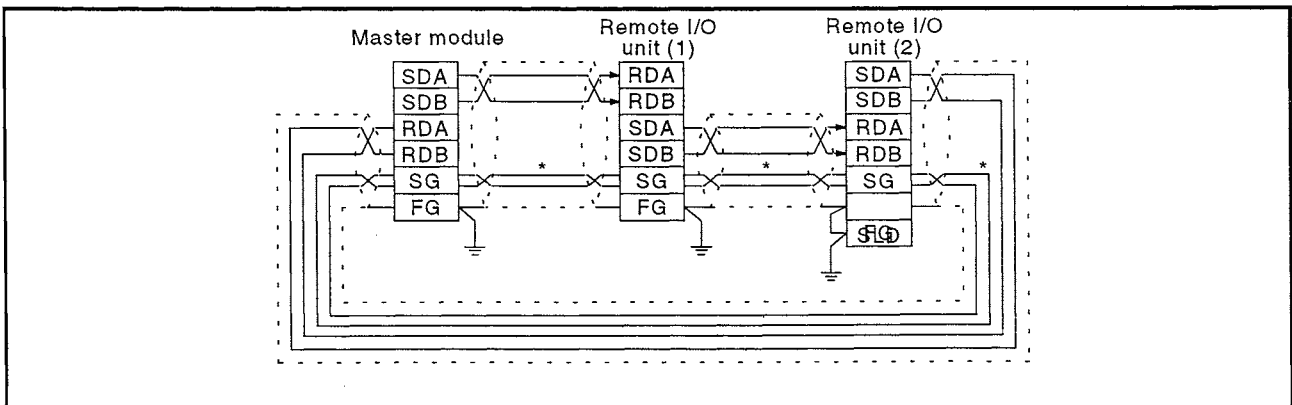 Master module
Remote I/O
unit (1)
Remote I/O
unit (2)
SDA
SDB
RDA
RDB
SG
FG
RDA
RDB
SDA
SDB
SG
FG
SDA
SDB
RDA
RDB
SG
*
*
*